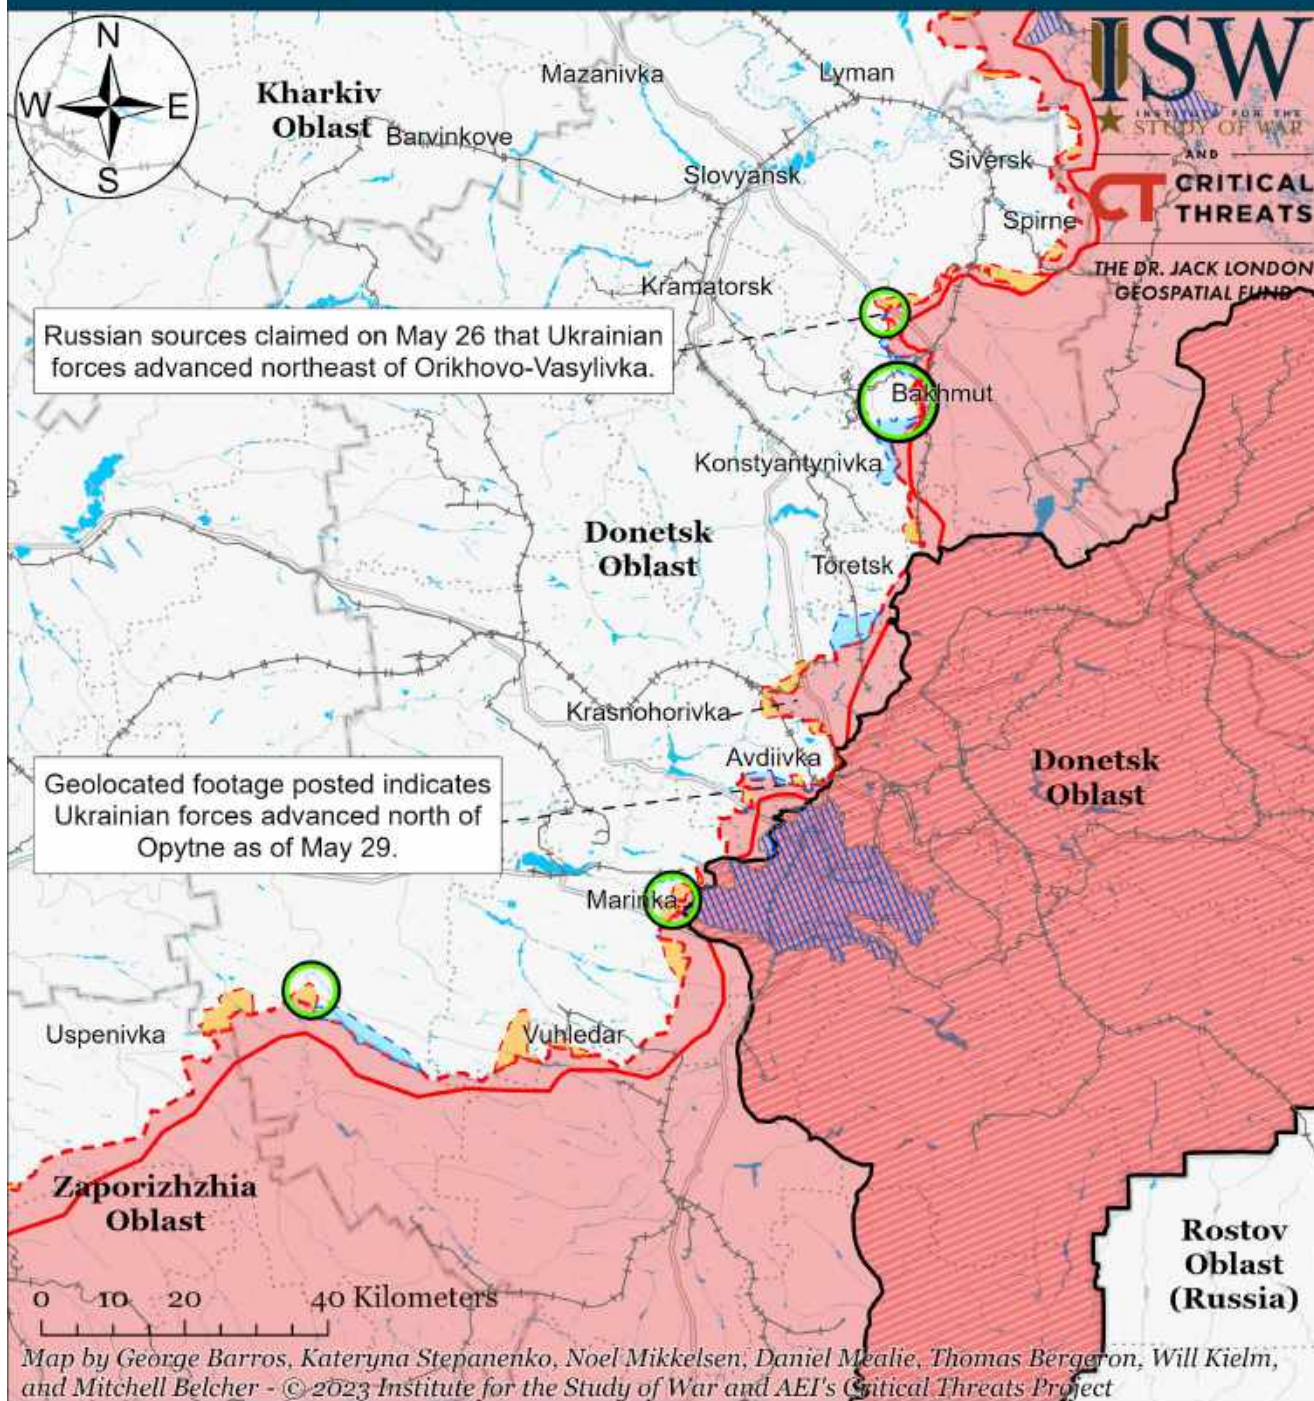 N
W
E
S
Kharkiv
Oblast
Barvinkove
Mazanivka
Lyman
Slovyansk
Siversk
Spirne
Kramatorsk
ISW
INSTITUTE FOR THE
STUDY OF WAR
AND
CT CRITICAL
THREATS
THE DR. JACK LONDON
GEOSPATIAL FUND
Russian sources claimed on May 26 that Ukrainian
forces advanced northeast of Orikhovo-Vasylivka.
Bakhmut
Konstyantynivka
Donetsk
Oblast
Toretsk
Krasnohorivka
Avdiivka
Donetsk
Oblast
Geolocated footage posted indicates
Ukrainian forces advanced north of
Opytne as of May 29.
Marinka
Uspenivka
Vuhledar
Zaporizhzhia
Oblast
Rostov
Oblast
(Russia)
0 10 20 40 Kilometers
Map by George Barros, Kateryna Stepanenko, Noel Mikkelsen, Daniel Mealie, Thomas Bergeron, Will Kielm,
and Mitchell Belcher - © 2023 Institute for the Study of War and AEI's Critical Threats Project